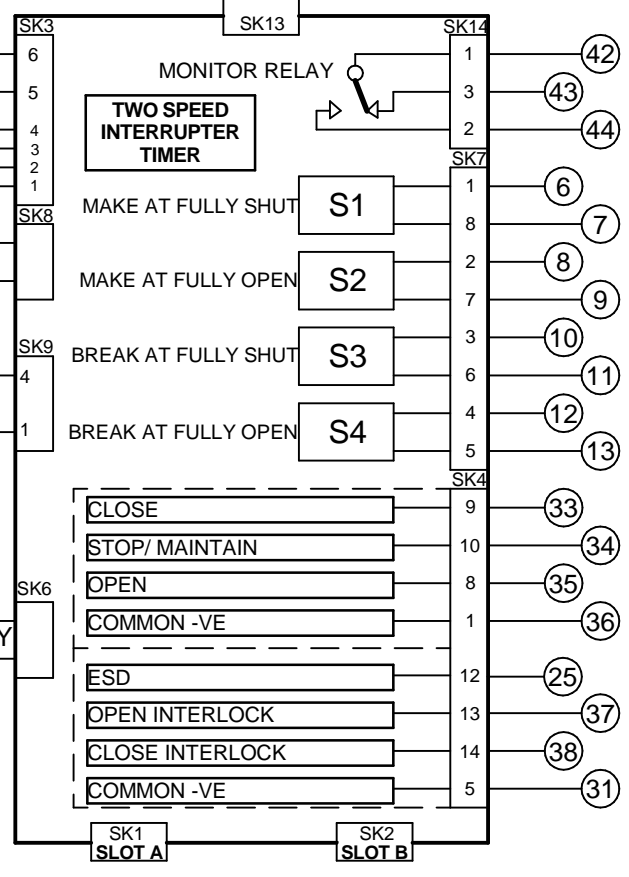 SK3
SK13
SK14
6
MONITOR RELAY
1
42
5
3
43
TWO SPEED
INTERRUPTER
TIMER
4
2
44
3
2
1
SK7
MAKE AT FULLY SHUT
S1
1
6
SK8
8
7
MAKE AT FULLY OPEN
S2
2
8
7
9
SK9
BREAK AT FULLY SHUT
S3
3
10
4
6
11
BREAK AT FULLY OPEN
S4
4
12
1
5
13
SK4
CLOSE
9
33
STOP/ MAINTAIN
10
34
SK6
OPEN
8
35
COMMON -VE
1
36
Y
ESD
12
25
OPEN INTERLOCK
13
37
CLOSE INTERLOCK
14
38
COMMON -VE
5
31
SK1
SLOT A
SK2
SLOT B